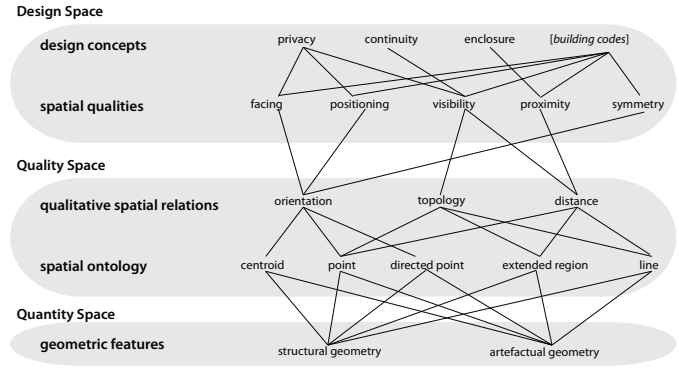 Design Space
design concepts privacy continuity enclosure [building codes]
spatial qualities facing positioning visibility proximity symmetry
Quality Space
qualitative spatial relations orientation topology distance
spatial ontology centroid point directed point extended region line
Quantity Space
geometric features structural geometry artefactual geometry